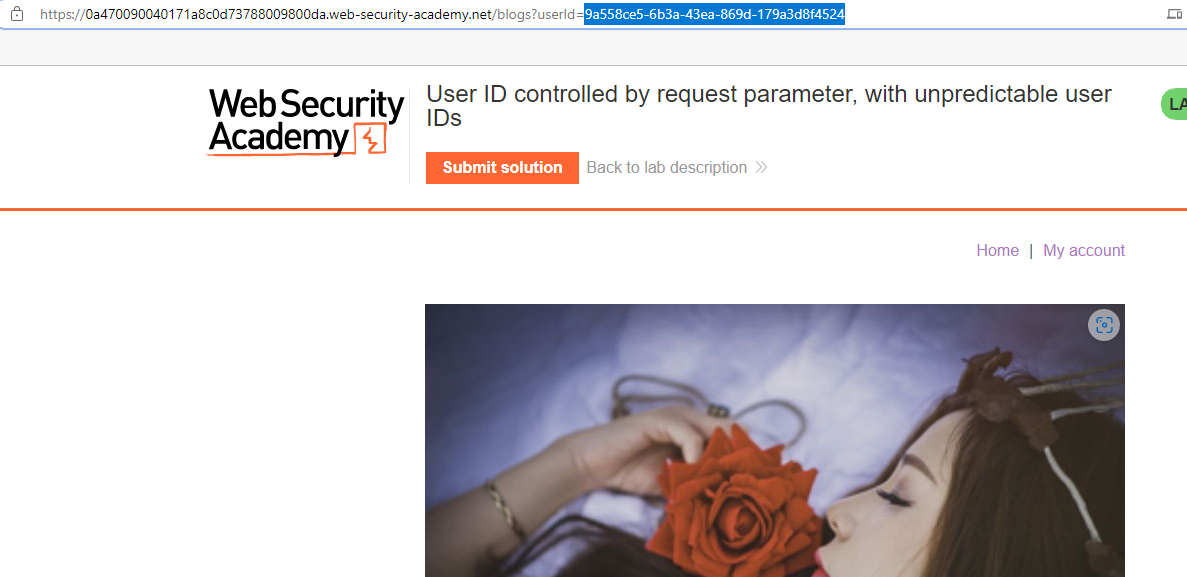 https://0a470090040171a8c0d73788009800da.web-security-academy.net/blogs?userId=9a558ce5-6b3a-43ea-869d-179a3d8f4524
Web Security
Academy
User ID controlled by request parameter, with unpredictable user
IDs
LA
Submit solution
Back to lab description
Home | My account